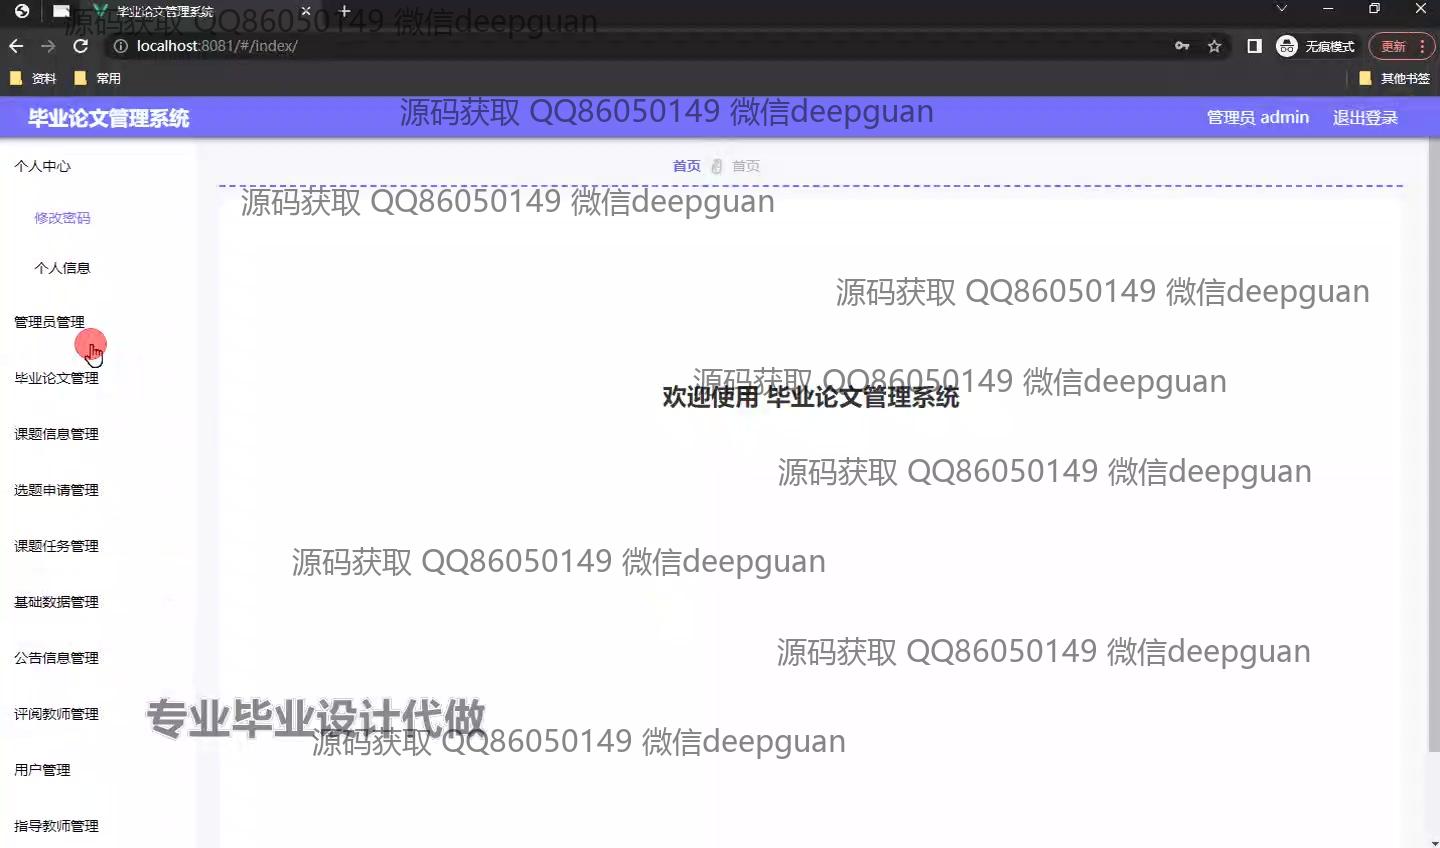 毕业论文管理系统
源码获取 QQ86050149 微信deepguan
localhost:8081/#/index/
无痕模式
更新
资料
常用
其他书签
毕业论文管理系统
源码获取 QQ86050149 微信deepguan
管理员 admin
退出登录
个人中心
首页
首页
源码获取 QQ86050149 微信deepguan
修改密码
个人信息
源码获取 QQ86050149 微信deepguan
管理员管理
毕业论文管理
源码获取 QQ86050149 微信deepguan
欢迎使用 毕业论文管理系统
课题信息管理
源码获取 QQ86050149 微信deepguan
选题申请管理
课题任务管理
源码获取 QQ86050149 微信deepguan
基础数据管理
公告信息管理
源码获取 QQ86050149 微信deepguan
评阅教师管理
专业毕业设计代做
源码获取 QQ86050149 微信deepguan
用户管理
指导教师管理